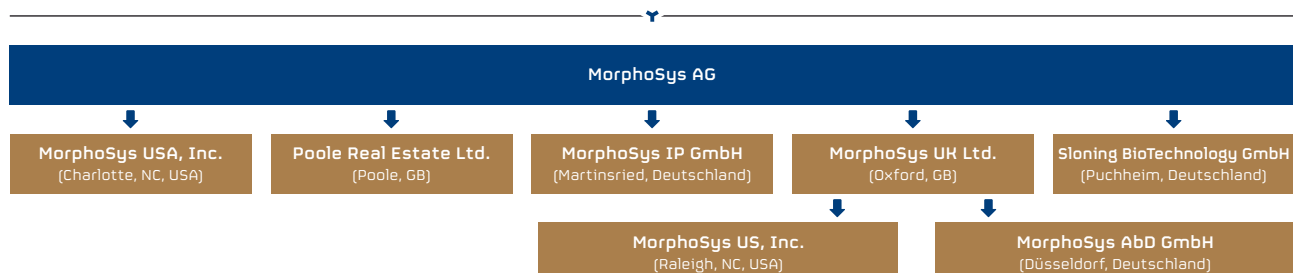 MorphoSys AG
MorphoSys USA, Inc.
(Charlotte, NC, USA)
Poole Real Estate Ltd.
(Poole, GB)
MorphoSys IP GmbH
(Martinsried, Deutschland)
MorphoSys UK Ltd.
(Oxford, GB)
Sloning BioTechnology GmbH
(Puchheim, Deutschland)
MorphoSys US, Inc.
(Raleigh, NC, USA)
MorphoSys AbD GmbH
(Düsseldorf, Deutschland)